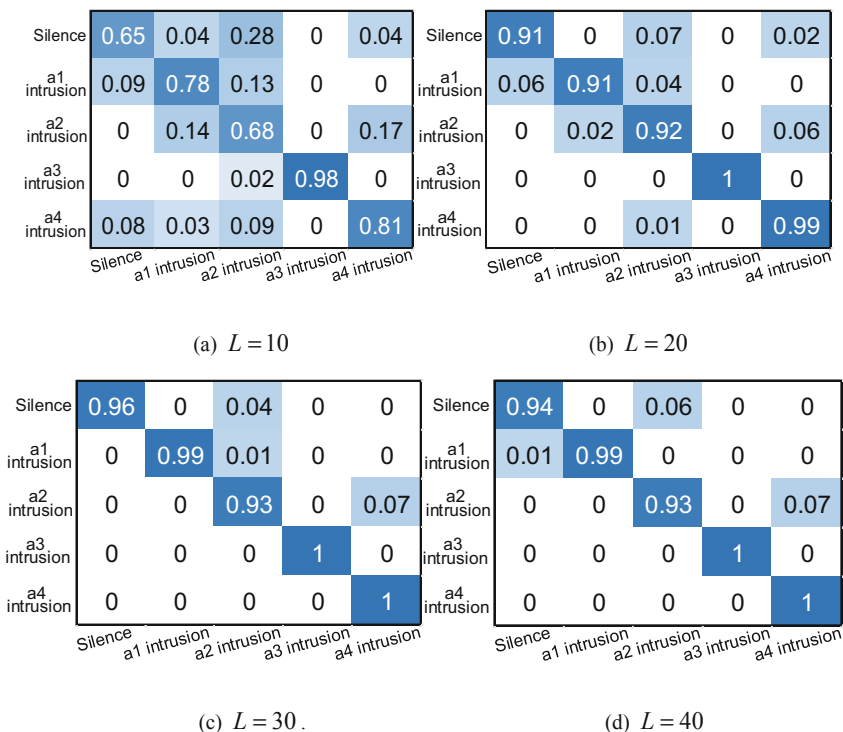 Silence 0.65 0.04 0.28 0 0.04
a1 intrusion 0.09 0.78 0.13 0 0
a2 intrusion 0 0.14 0.68 0 0.17
a3 intrusion 0 0 0.02 0.98 0
a4 intrusion 0.08 0.03 0.09 0 0.81
Silence a1 intrusion a2 intrusion a3 intrusion a4 intrusion
(a) L = 10
Silence 0.91 0 0.07 0 0.02
a1 intrusion 0.06 0.91 0.04 0 0
a2 intrusion 0 0.02 0.92 0 0.06
a3 intrusion 0 0 0 1 0
a4 intrusion 0 0 0.01 0 0.99
Silence a1 intrusion a2 intrusion a3 intrusion a4 intrusion
(b) L = 20
Silence 0.96 0 0.04 0 0
a1 intrusion 0 0.99 0.01 0 0
a2 intrusion 0 0 0.93 0 0.07
a3 intrusion 0 0 0 1 0
a4 intrusion 0 0 0 0 1
Silence a1 intrusion a2 intrusion a3 intrusion a4 intrusion
(c) L = 30 .
Silence 0.94 0 0.06 0 0
a1 intrusion 0.01 0.99 0 0 0
a2 intrusion 0 0 0.93 0 0.07
a3 intrusion 0 0 0 1 0
a4 intrusion 0 0 0 0 1
Silence a1 intrusion a2 intrusion a3 intrusion a4 intrusion
(d) L = 40